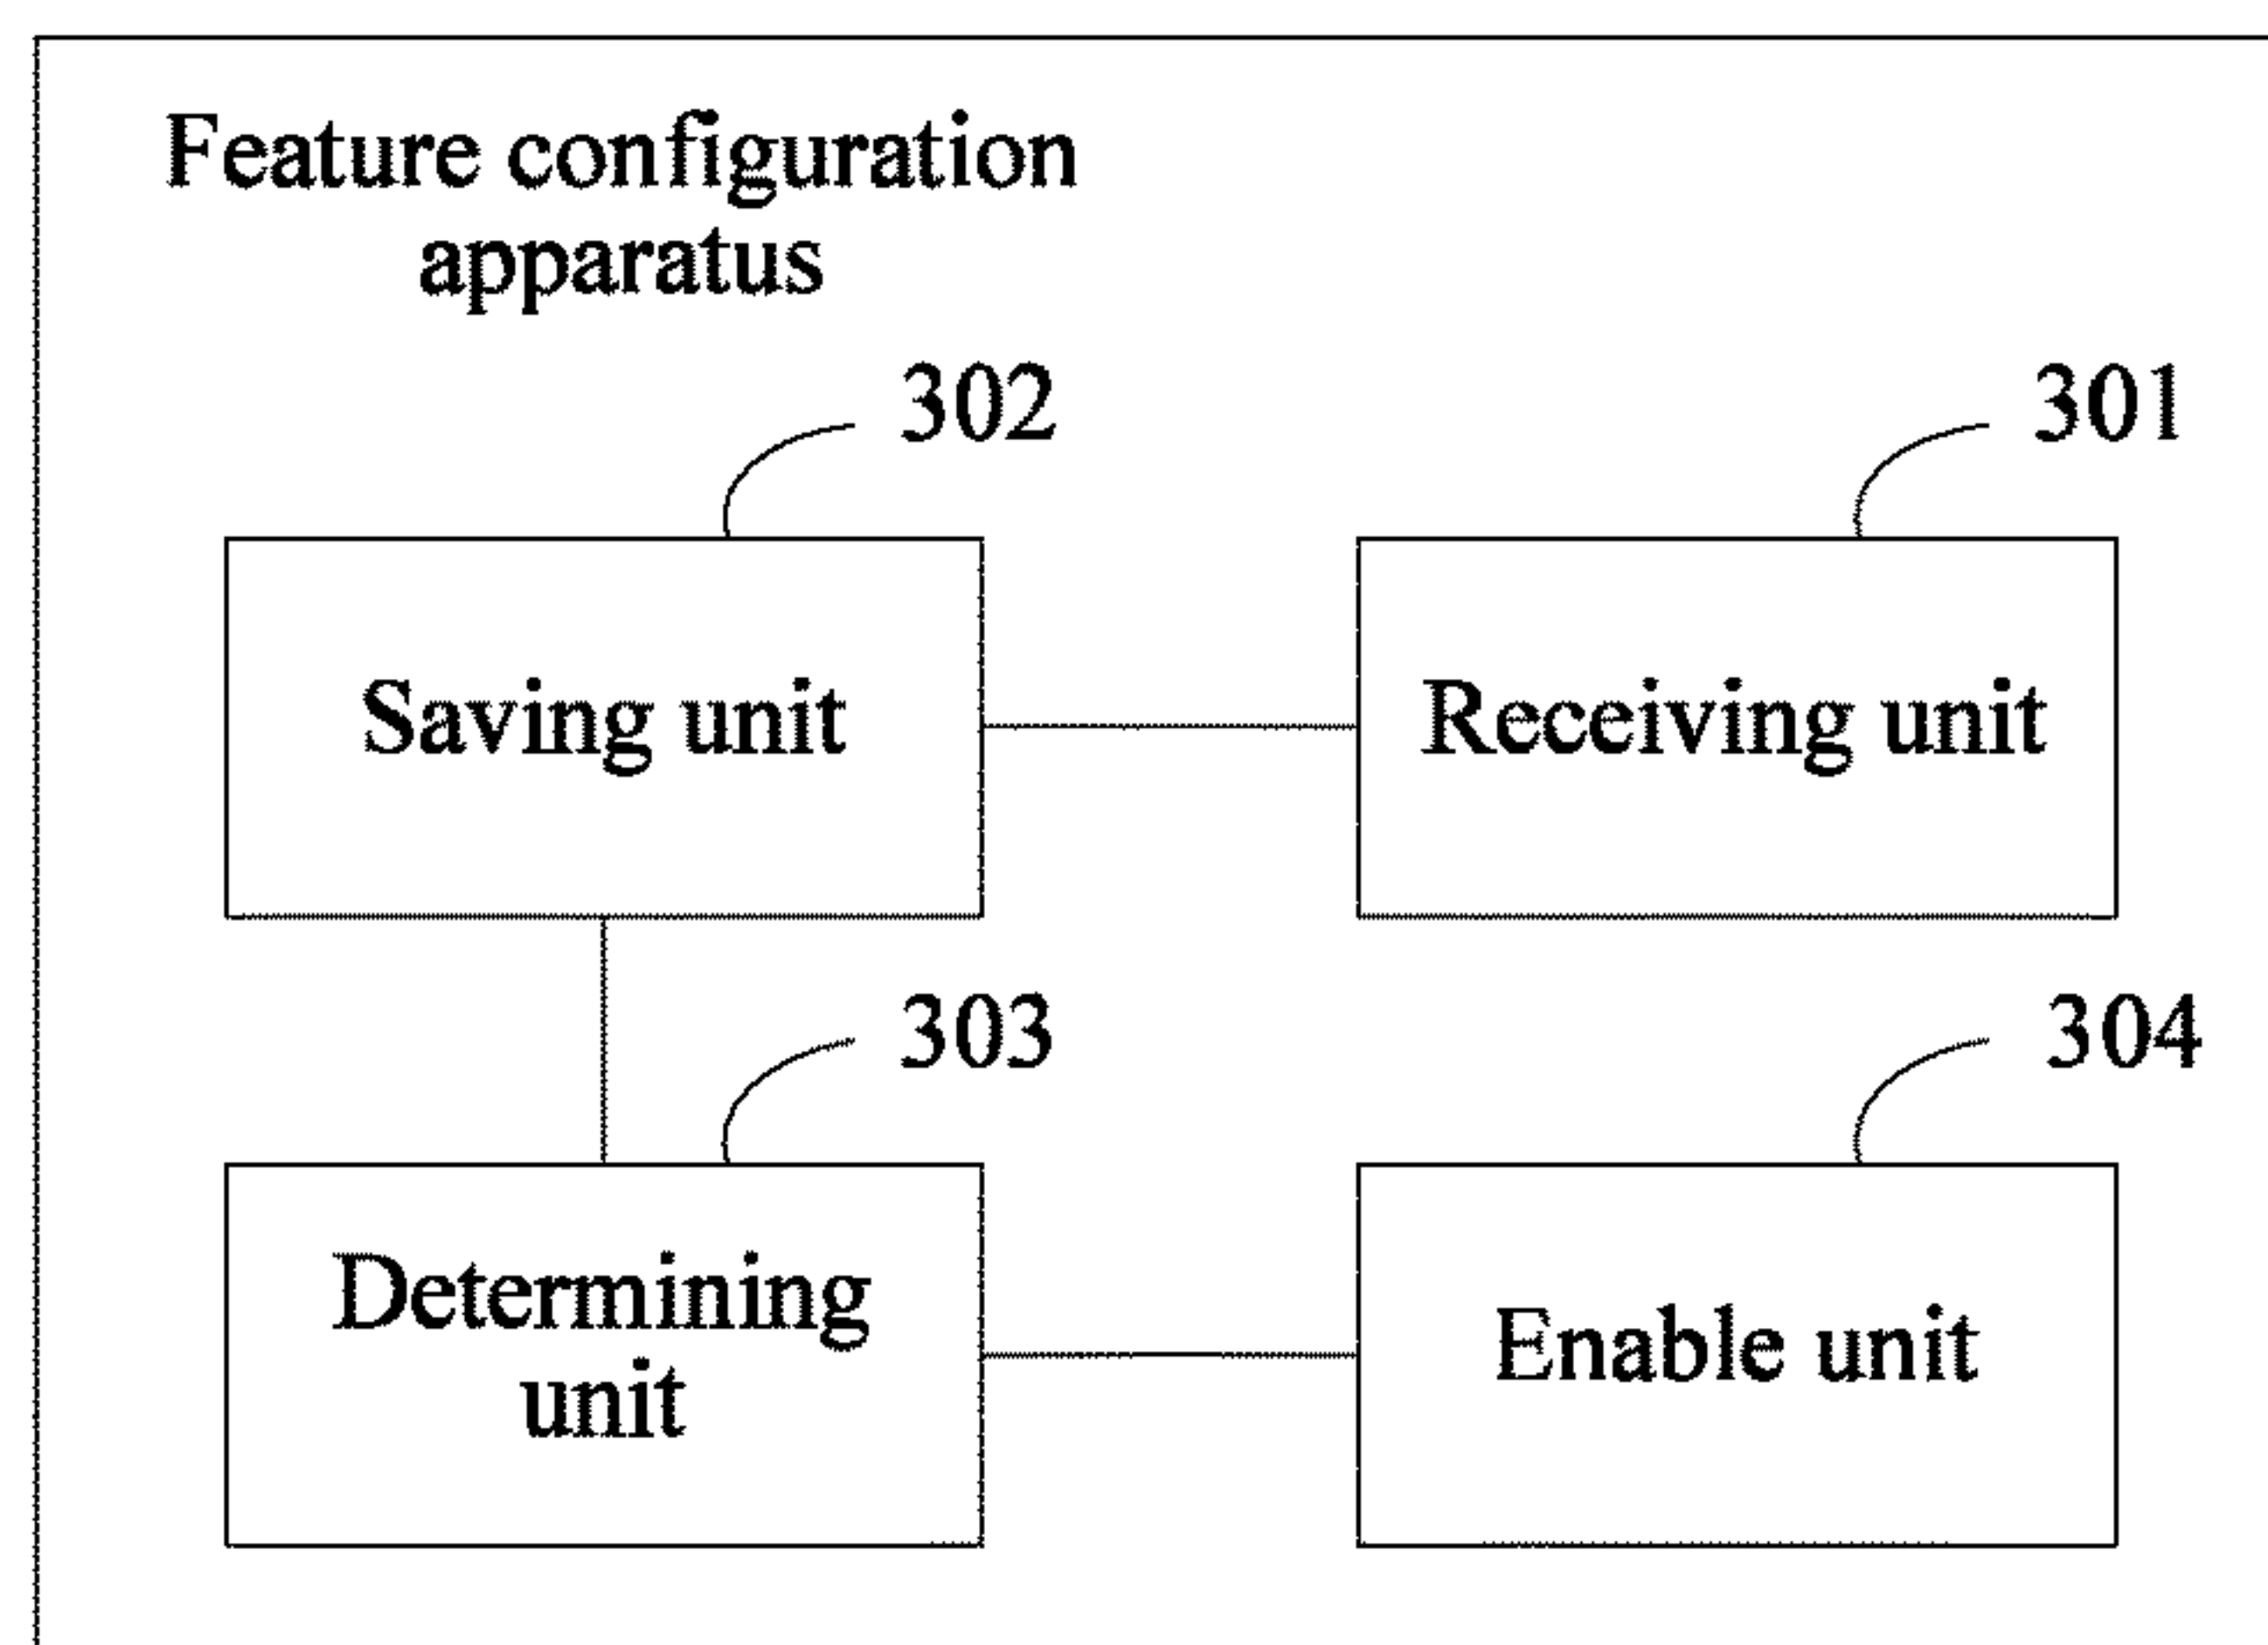 Feature configuration
apparatus
302
301
Saving unit
Receiving unit
303
304
Determining
unit
Enable unit